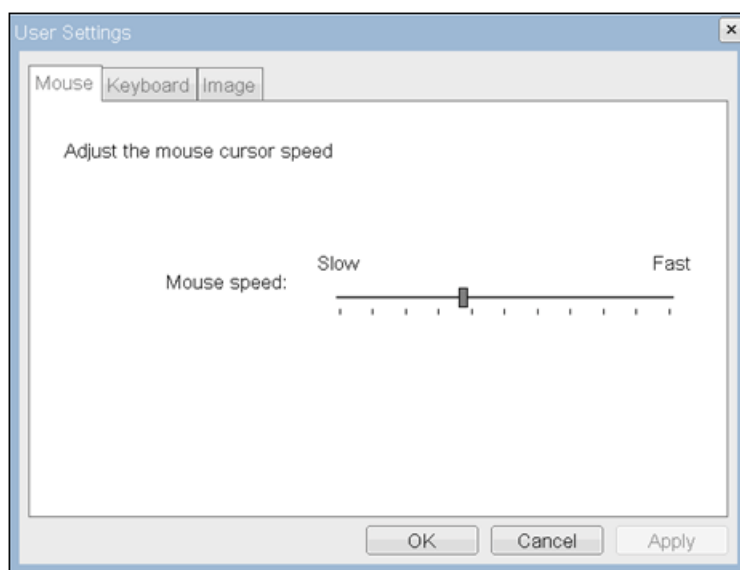 User Settings
Mouse Keyboard Image
Adjust the mouse cursor speed
Slow Fast
Mouse speed:
OK Cancel Apply